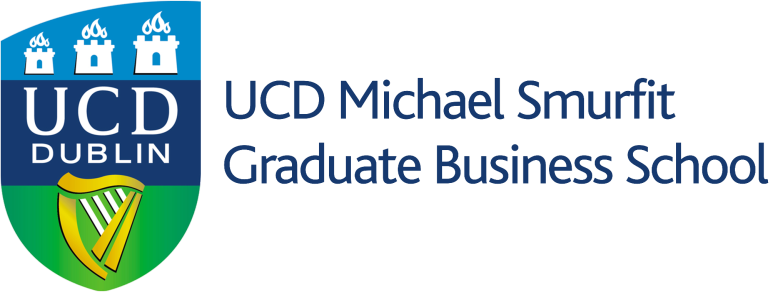 UCD
DUBLIN
UCD Michael Smurfit
Graduate Business School